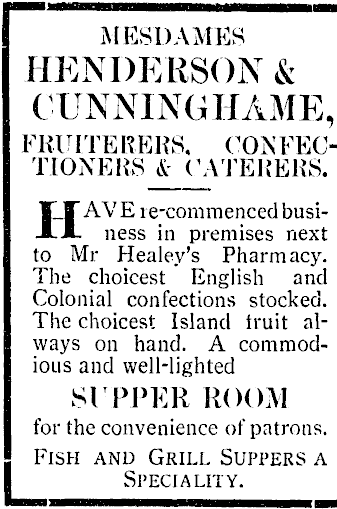 MESDAMES
HENDERSON &
CUNNINGHAME,
FRUITERERS, CONFEC-
TIONERS & CATERERS.
HAVE re-commenced busi-
ness in premises next
to Mr Healey's Pharmacy.
The choicest English and
Colonial confections stocked.
The choicest Island fruit al-
ways on hand. A commod-
ious and well-lighted
SUPPER ROOM
for the convenience of patrons.
FISH AND GRILL SUPPERS A
SPECIALITY.